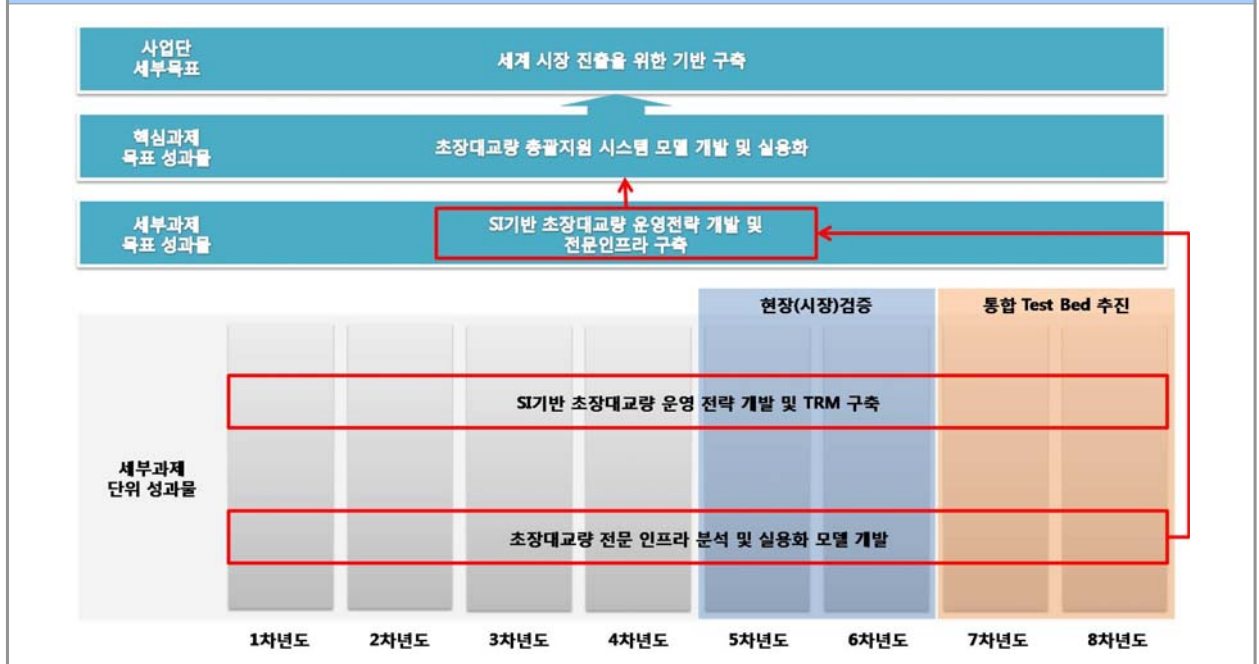 사업단
세부목표
세계 시장 진출을 위한 기반 구축
핵심과제
목표 성과물
초장대교량 총괄지원 시스템 모델 개발 및 실용화
세부과제
목표 성과물
SI기반 초장대교량 운영전략 개발 및
전문인프라 구축
현장(시장)검증
통합 Test Bed 추진
SI기반 초장대교량 운영 전략 개발 및 TRM 구축
세부과제
단위 성과물
초장대교량 전문 인프라 분석 및 실용화 모델 개발
1차년도
2차년도
3차년도
4차년도
5차년도
6차년도
7차년도
8차년도